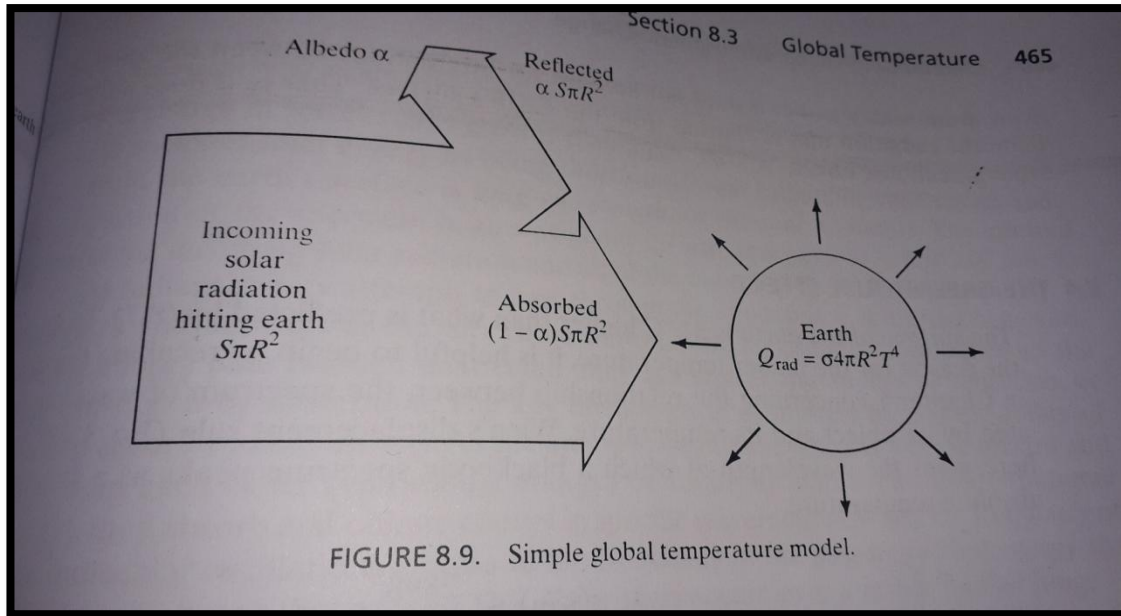 Section 8.3 Global Temperature 465
Albedo α
Reflected
α SπR²
Incoming
solar
radiation
hitting earth
SπR²
Absorbed
(1 − α)SπR²
Earth
Q_rad = σ4πR²T⁴
FIGURE 8.9. Simple global temperature model.